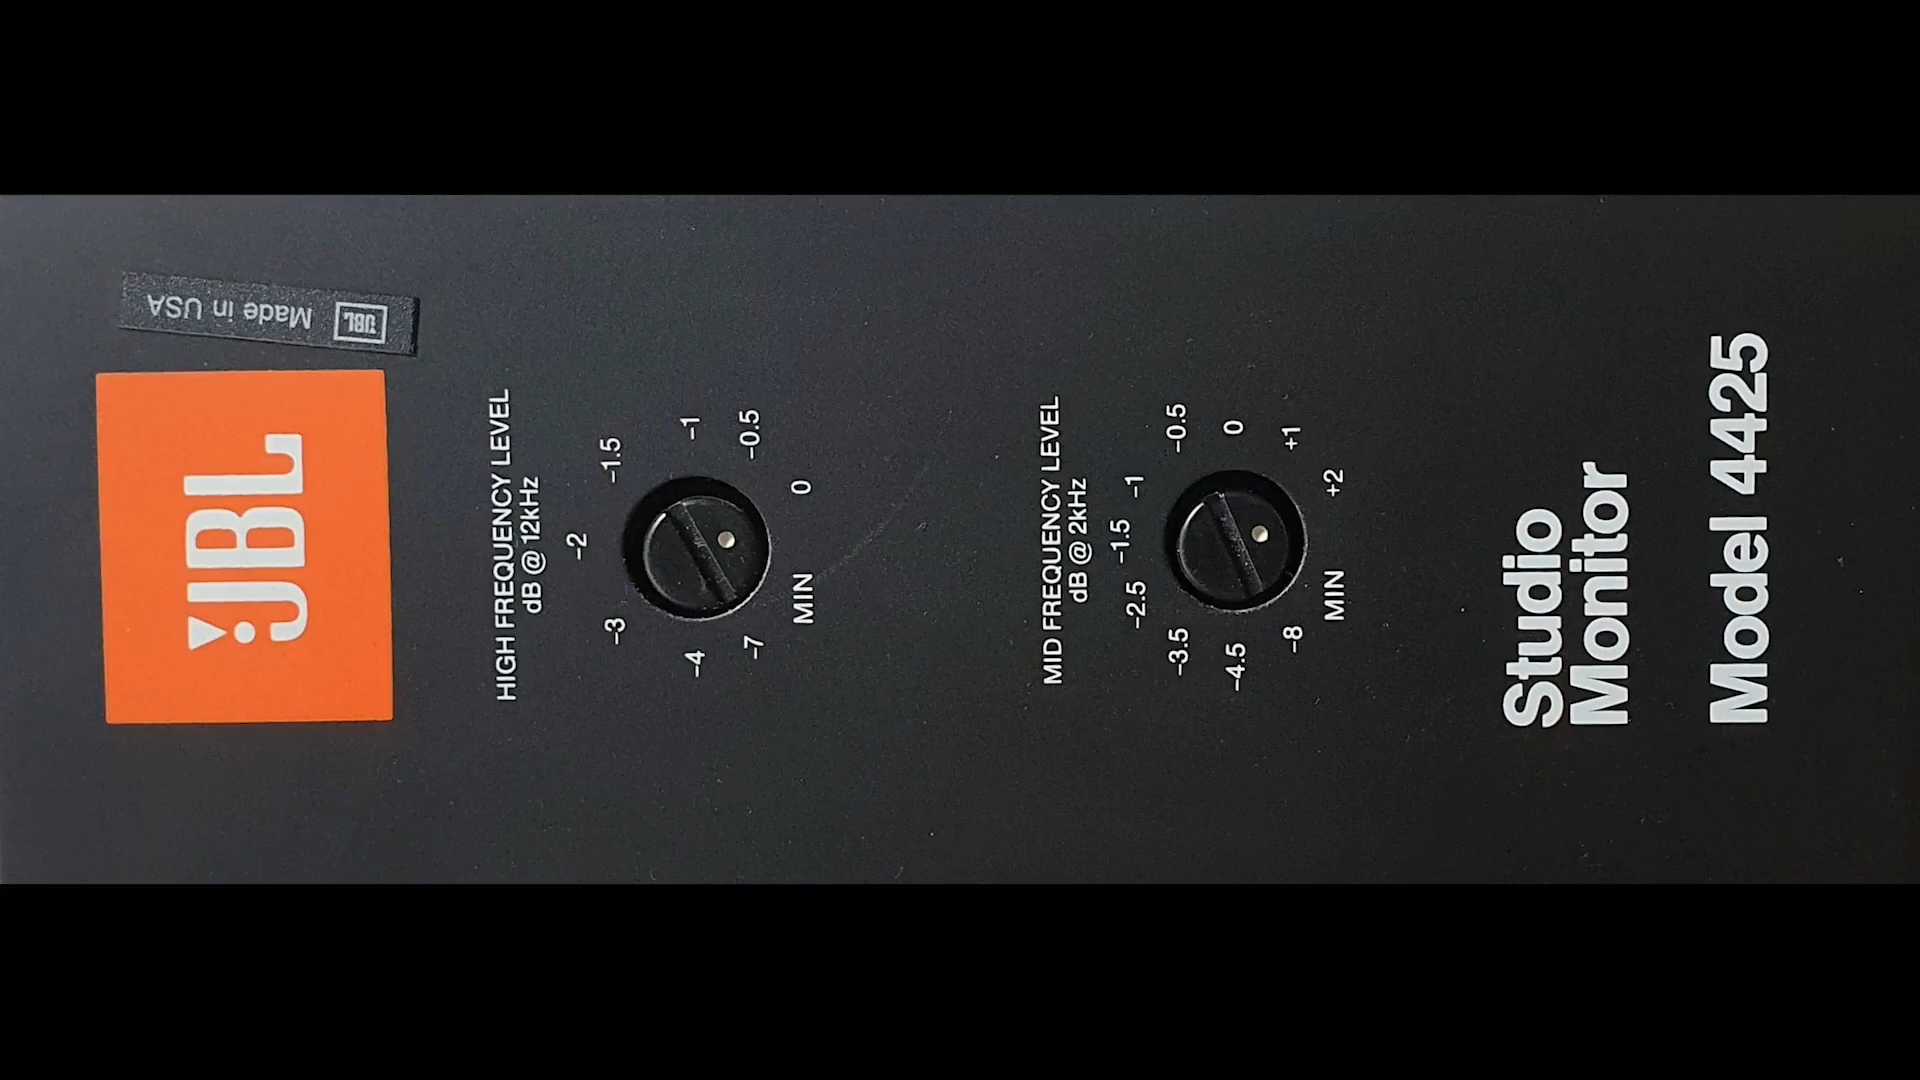 JBL Made in USA
JBL
HIGH FREQUENCY LEVEL
dB @ 12kHz
-2
-3
-1.5
-4
-1
-7
-0.5
MIN
0
MID FREQUENCY LEVEL
dB @ 2kHz
-1.5
-2.5
-1
-3.5
-0.5
-4.5
0
-8
+1
MIN
+2
Studio
Monitor
Model 4425